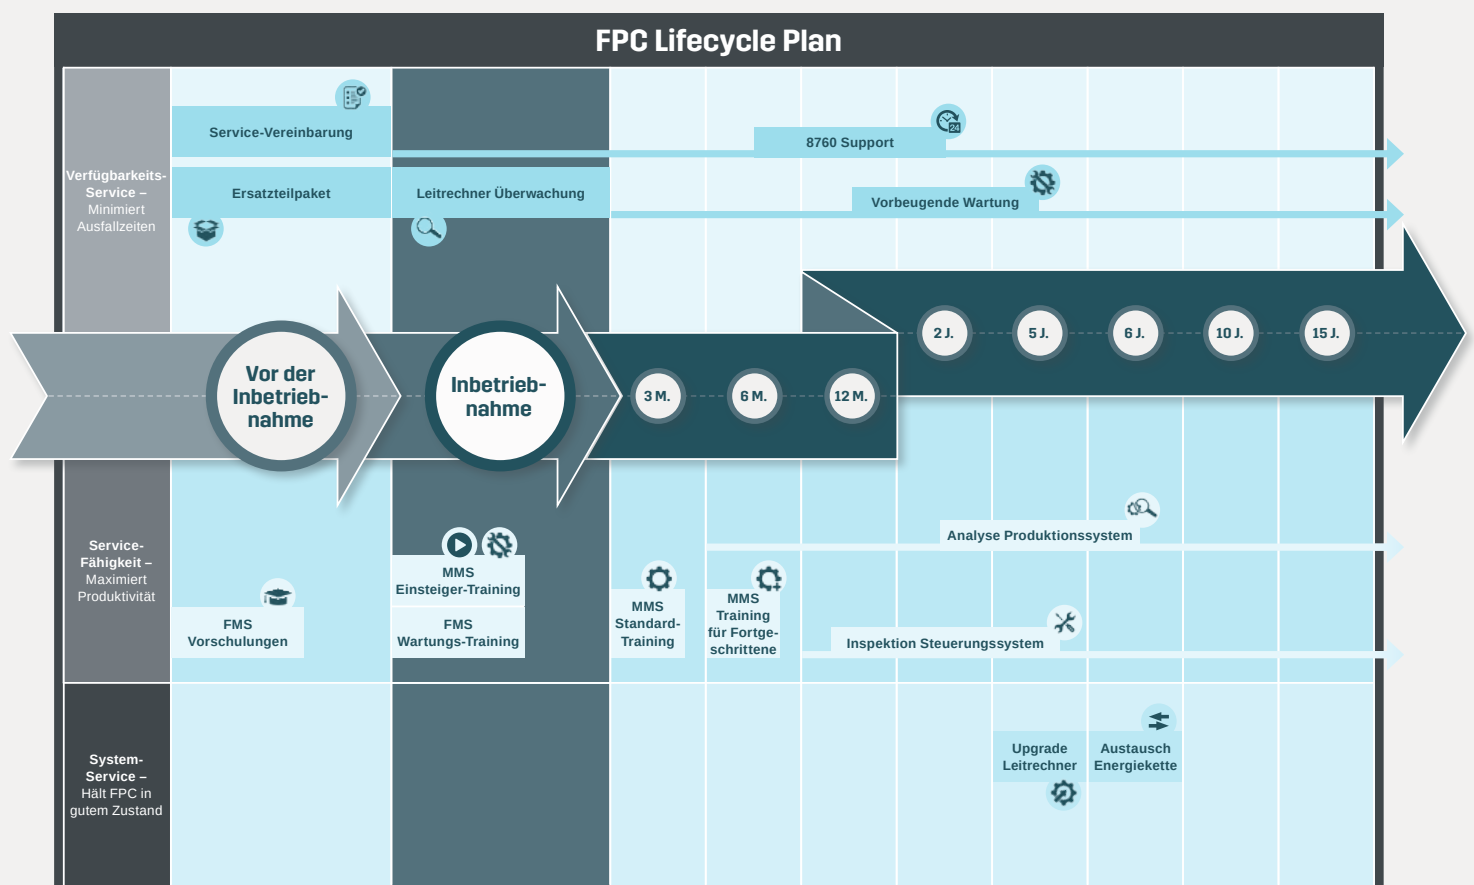 FPC Lifecycle Plan
Verfügbarkeits-
Service –
Minimiert
Ausfallzeiten
Service-Vereinbarung
Ersatzteilpaket
Leitrechner Überwachung
8760 Support
24
Vorbeugende Wartung
Vor der
Inbetrieb-
nahme
Inbetrieb-
nahme
3 M.
6 M.
12 M.
2 J.
5 J.
6 J.
10 J.
15 J.
Service-
Fähigkeit –
Maximiert
Produktivität
FMS
Vorschulungen
MMS
Einsteiger-Training
FMS
Wartungs-Training
MMS
Standard-
Training
MMS
Training
für Fortge-
schrittene
Analyse Produktionssystem
Inspektion Steuerungssystem
System-
Service –
Hält FPC in
gutem Zustand
Upgrade
Leitrechner
Austausch
Energiekette